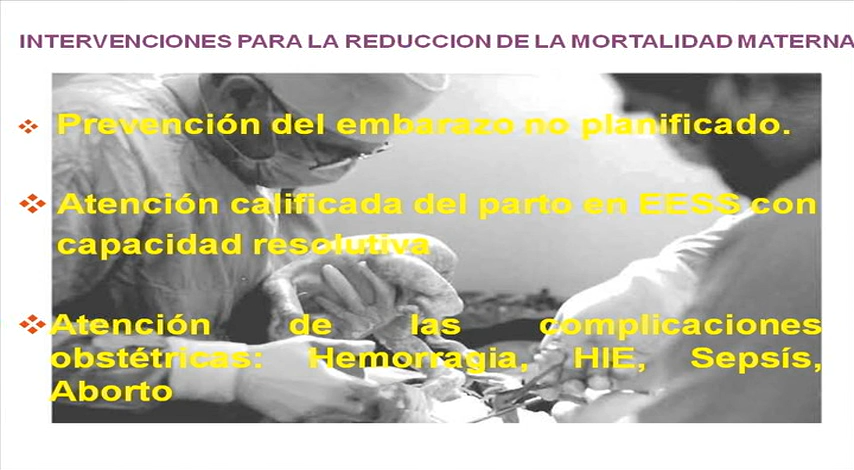 INTERVENCIONES PARA LA REDUCCION DE LA MORTALIDAD MATERNA
Prevención del embarazo no planificado.
Atención calificada del parto en EESS con
capacidad resolutiva
Atención de las complicaciones
obstétricas: Hemorragia, HIE, Sepsís,
Aborto